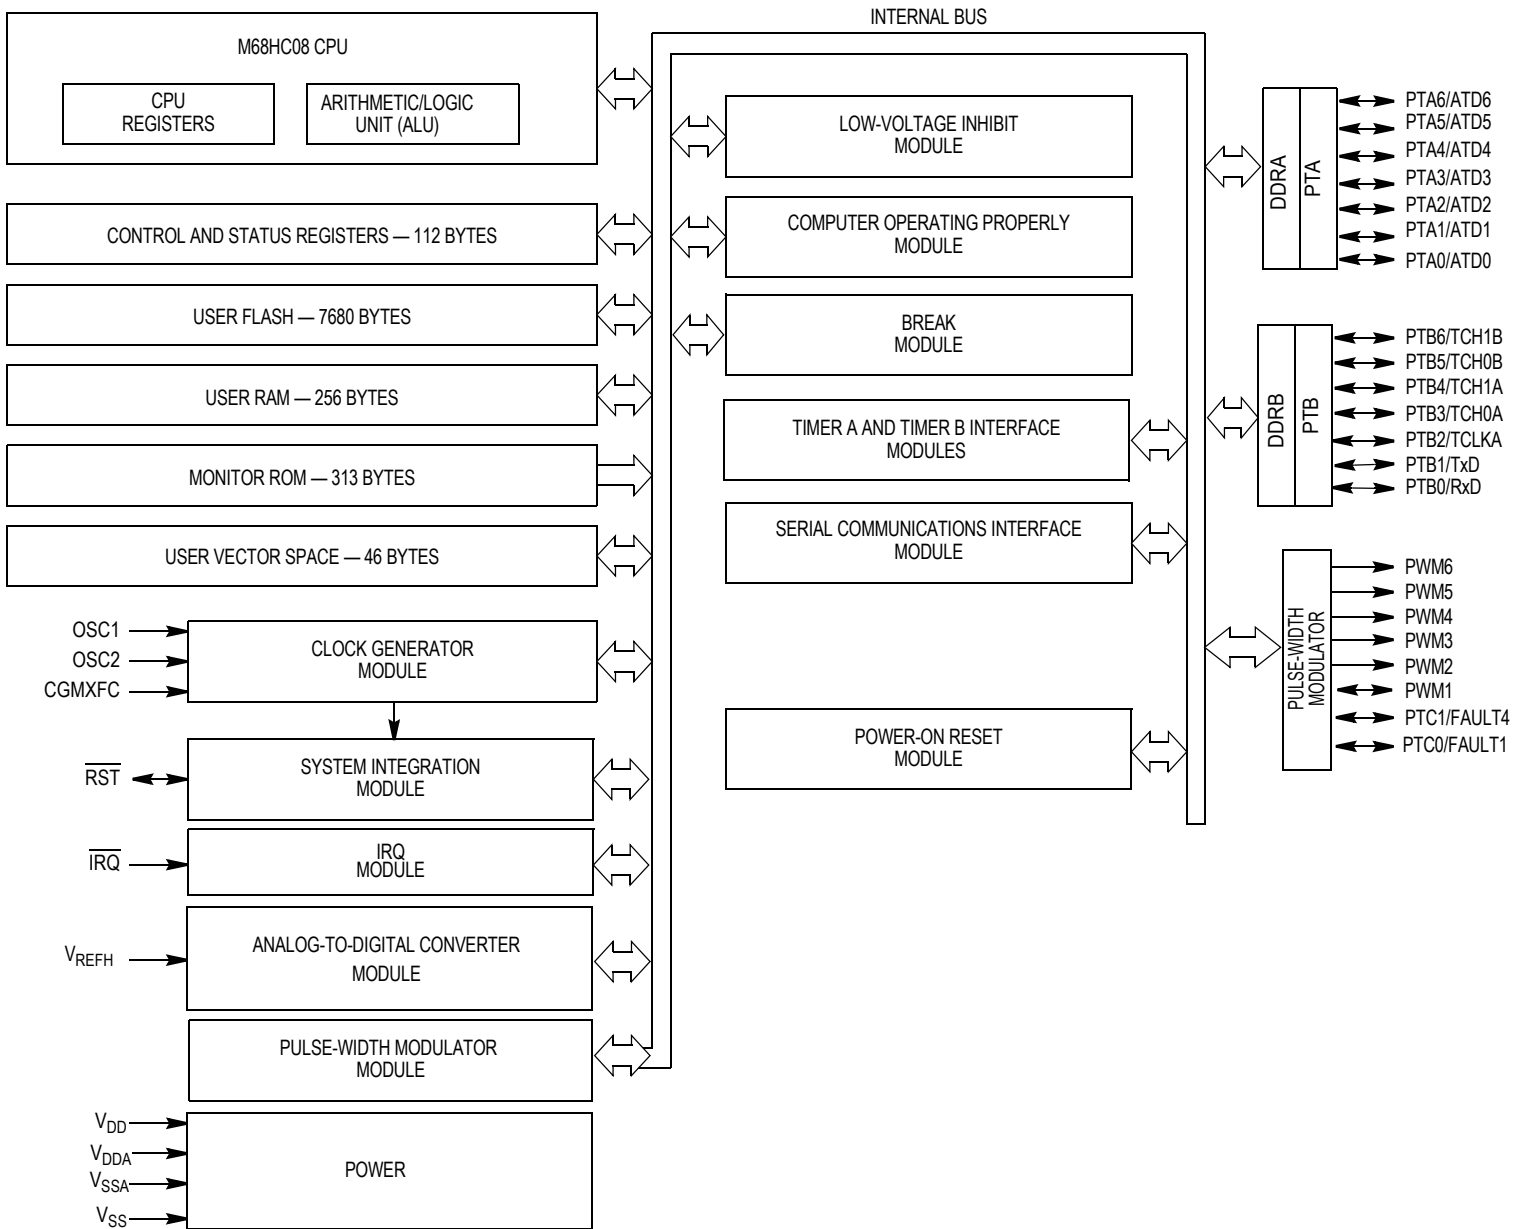 INTERNAL BUS
M68HC08 CPU
CPU
REGISTERS
ARITHMETIC/LOGIC
UNIT (ALU)
CONTROL AND STATUS REGISTERS — 112 BYTES
USER FLASH — 7680 BYTES
USER RAM — 256 BYTES
MONITOR ROM — 313 BYTES
USER VECTOR SPACE — 46 BYTES
OSC1
OSC2
CGMXFC
CLOCK GENERATOR
MODULE
RST
SYSTEM INTEGRATION
MODULE
IRQ
IRQ
MODULE
VREFH
ANALOG-TO-DIGITAL CONVERTER
MODULE
PULSE-WIDTH MODULATOR
MODULE
VDD
VDDA
VSSA
VSS
POWER
LOW-VOLTAGE INHIBIT
MODULE
COMPUTER OPERATING PROPERLY
MODULE
BREAK
MODULE
TIMER A AND TIMER B INTERFACE
MODULES
SERIAL COMMUNICATIONS INTERFACE
MODULE
POWER-ON RESET
MODULE
DDRA
PTA
PTA6/ATD6
PTA5/ATD5
PTA4/ATD4
PTA3/ATD3
PTA2/ATD2
PTA1/ATD1
PTA0/ATD0
DDRB
PTB
PTB6/TCH1B
PTB5/TCH0B
PTB4/TCH1A
PTB3/TCH0A
PTB2/TCLKA
PTB1/TxD
PTB0/RxD
PULSE-WIDTH
MODULATOR
PWM6
PWM5
PWM4
PWM3
PWM2
PWM1
PTC1/FAULT4
PTC0/FAULT1